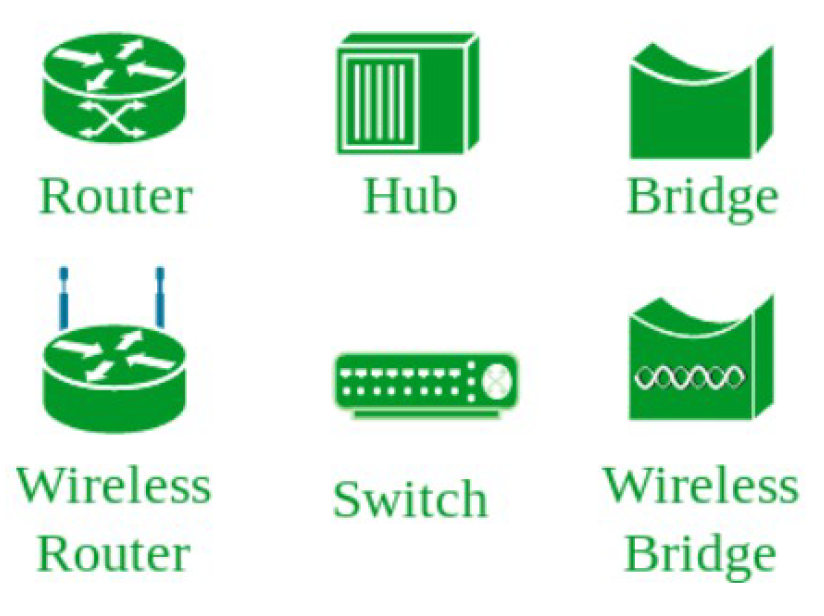 Router
Hub
Bridge
Wireless
Router
Switch
Wireless
Bridge